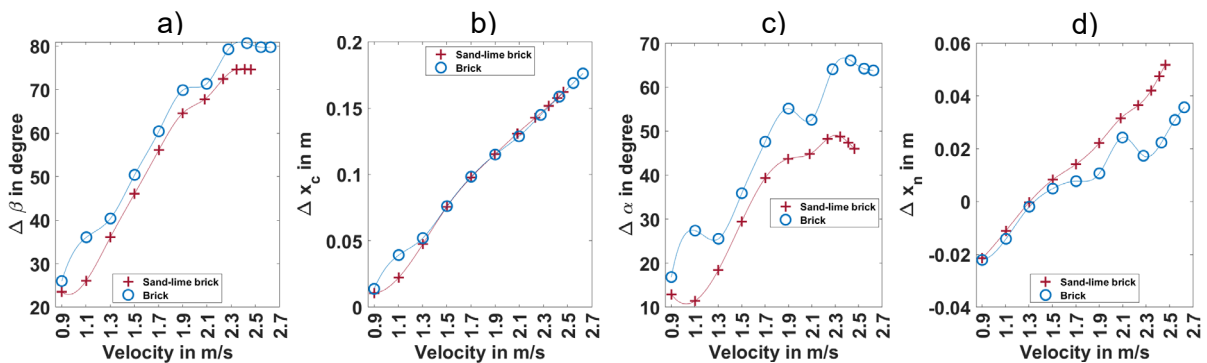 a)
80
70
60
50
40
30
20
Δ β in degree
Sand-lime brick
Brick
0.9 1.1 1.3 1.5 1.7 1.9 2.1 2.3 2.5 2.7
Velocity in m/s
b)
0.2
0.15
0.1
0.05
0
Δ x_c in m
Sand-lime brick
Brick
0.9 1.1 1.3 1.5 1.7 1.9 2.1 2.3 2.5 2.7
Velocity in m/s
c)
70
60
50
40
30
20
10
Δ α in degree
Sand-lime brick
Brick
0.9 1.1 1.3 1.5 1.7 1.9 2.1 2.3 2.5 2.7
Velocity in m/s
d)
0.06
0.04
0.02
0
-0.02
-0.04
Δ x_n in m
Sand-lime brick
Brick
0.9 1.1 1.3 1.5 1.7 1.9 2.1 2.3 2.5 2.7
Velocity in m/s